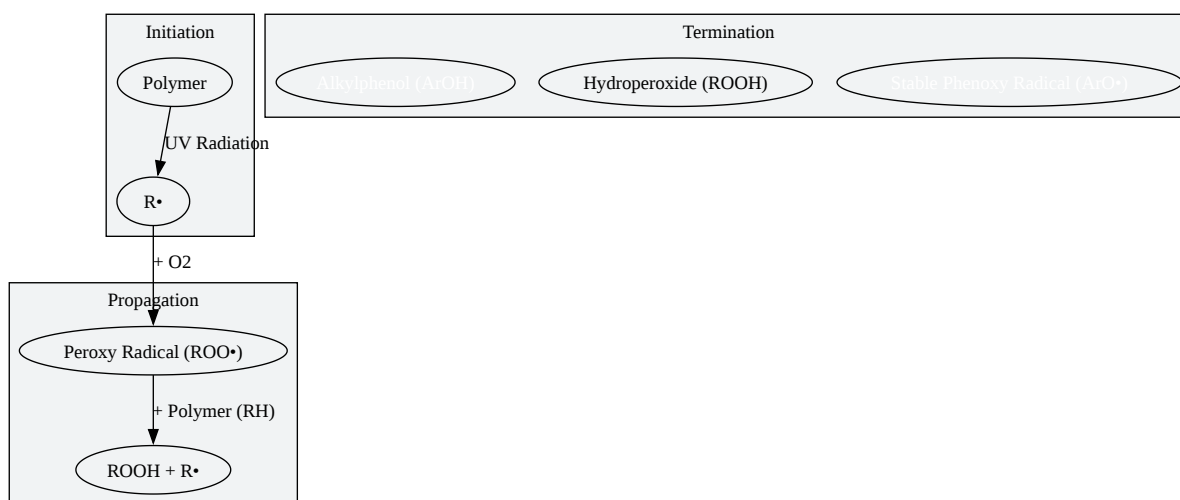 Initiation
Polymer
UV Radiation
R•
+ O2
Propagation
Peroxy Radical (ROO•)
+ Polymer (RH)
ROOH + R•
Termination
Alkylphenol (ArOH)
Hydroperoxide (ROOH)
Stable Phenoxy Radical (ArO•)